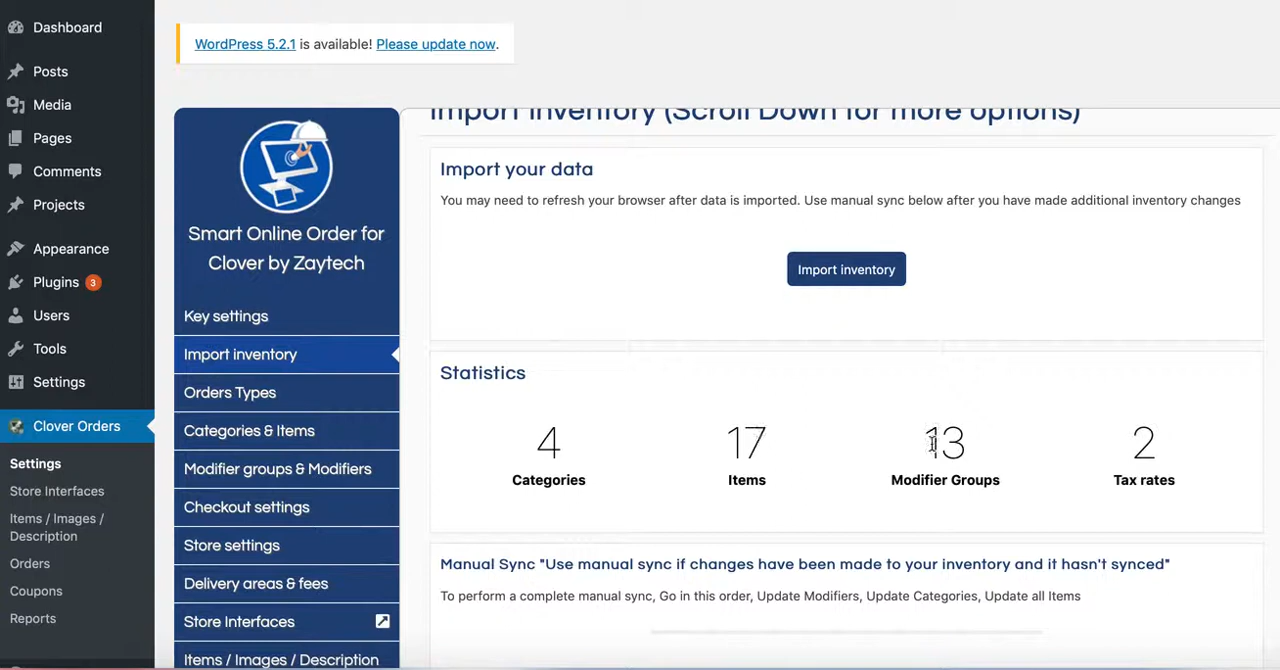 Dashboard
Posts
Media
Pages
Comments
Projects
Appearance
Plugins 3
Users
Tools
Settings
Clover Orders
Settings
Store Interfaces
Items / Images /
Description
Orders
Coupons
Reports
WordPress 5.2.1 is available! Please update now.
Smart Online Order for
Clover by Zaytech
Key settings
Import inventory
Orders Types
Categories & Items
Modifier groups & Modifiers
Checkout settings
Store settings
Delivery areas & fees
Store Interfaces
Items / Images / Description
Import Inventory (Scroll Down for more options)
Import your data
You may need to refresh your browser after data is imported. Use manual sync below after you have made additional inventory changes
Import inventory
Statistics
4 17 13 2
Categories Items Modifier Groups Tax rates
Manual Sync "Use manual sync if changes have been made to your inventory and it hasn't synced"
To perform a complete manual sync, Go in this order, Update Modifiers, Update Categories, Update all Items